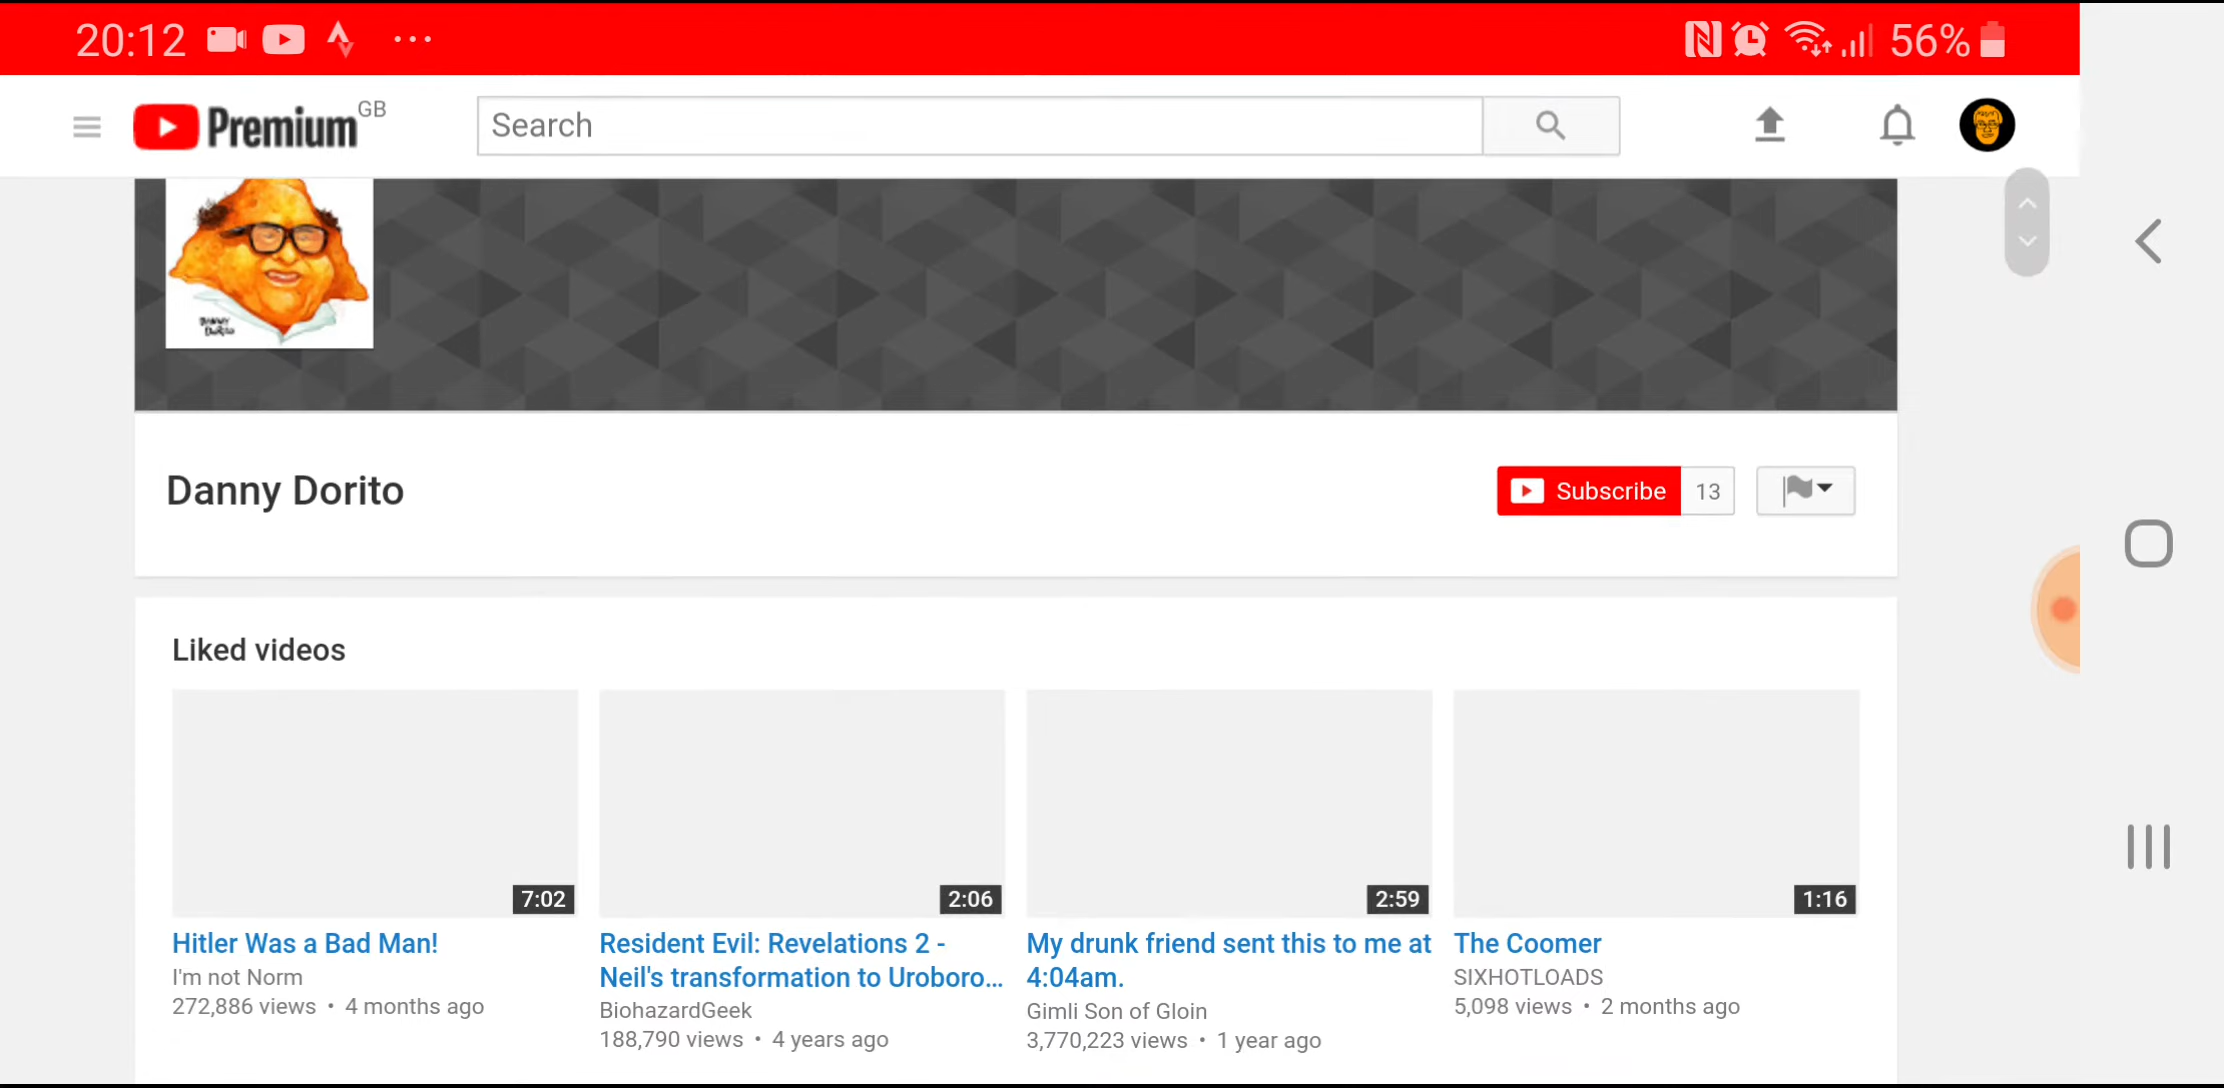 20:12
56%
Premium GB
Search
DANNY
DoRiTo
Danny Dorito
Subscribe 13
Liked videos
7:02
2:06
2:59
1:16
Hitler Was a Bad Man!
I'm not Norm
272,886 views • 4 months ago
Resident Evil: Revelations 2 -
Neil's transformation to Uroboro...
BiohazardGeek
188,790 views • 4 years ago
My drunk friend sent this to me at
4:04am.
Gimli Son of Gloin
3,770,223 views • 1 year ago
The Coomer
SIXHOTLOADS
5,098 views • 2 months ago